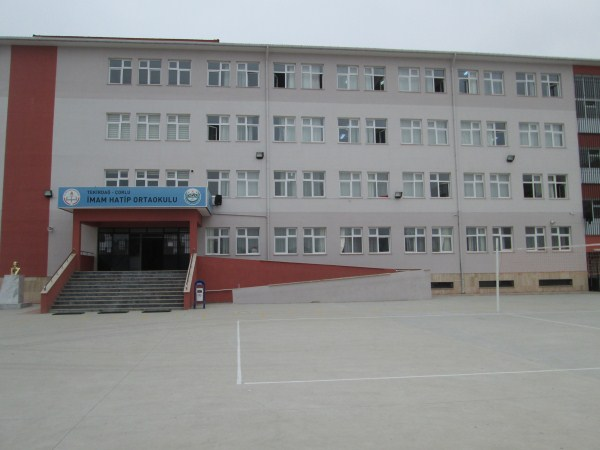 TEKİRDAĞ - ÇORLU
İMAM HATİP ORTAOKULU